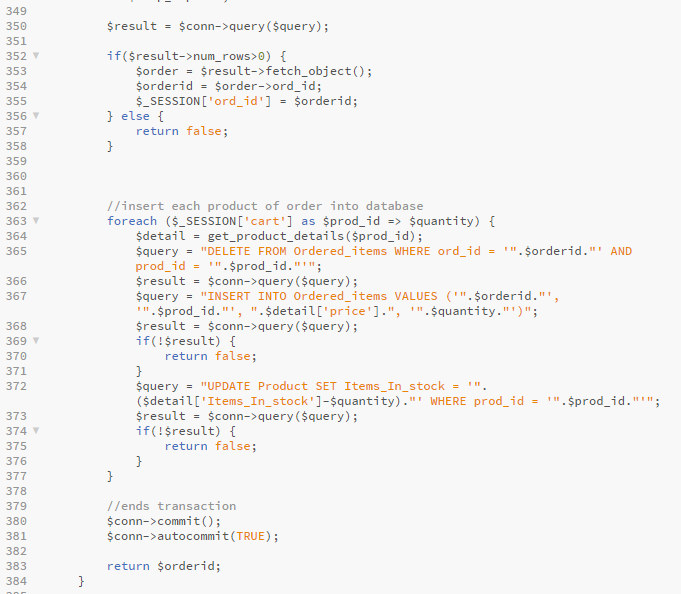 349
350 $result = $conn->query($query);
351
352 if($result->num_rows>0) {
353 $order = $result->fetch_object();
354 $orderid = $order->ord_id;
355 $_SESSION['ord_id'] = $orderid;
356 } else {
357 return false;
358 }
359
360
361
362 //insert each product of order into database
363 foreach ($_SESSION['cart'] as $prod_id => $quantity) {
364 $detail = get_product_details($prod_id);
365 $query = "DELETE FROM Ordered_items WHERE ord_id = '".$orderid."' AND
prod_id = '".$prod_id."'";
366 $result = $conn->query($query);
367 $query = "INSERT INTO Ordered_items VALUES ('".$orderid."',
'".$prod_id."', ".$detail['price'].", '".$quantity."')";
368 $result = $conn->query($query);
369 if(!$result) {
370 return false;
371 }
372 $query = "UPDATE Product SET Items_In_stock = '".
($detail['Items_In_stock']-$quantity)."' WHERE prod_id = '".$prod_id."'";
373 $result = $conn->query($query);
374 if(!$result) {
375 return false;
376 }
377 }
378
379 //ends transaction
380 $conn->commit();
381 $conn->autocommit(TRUE);
382
383 return $orderid;
384 }